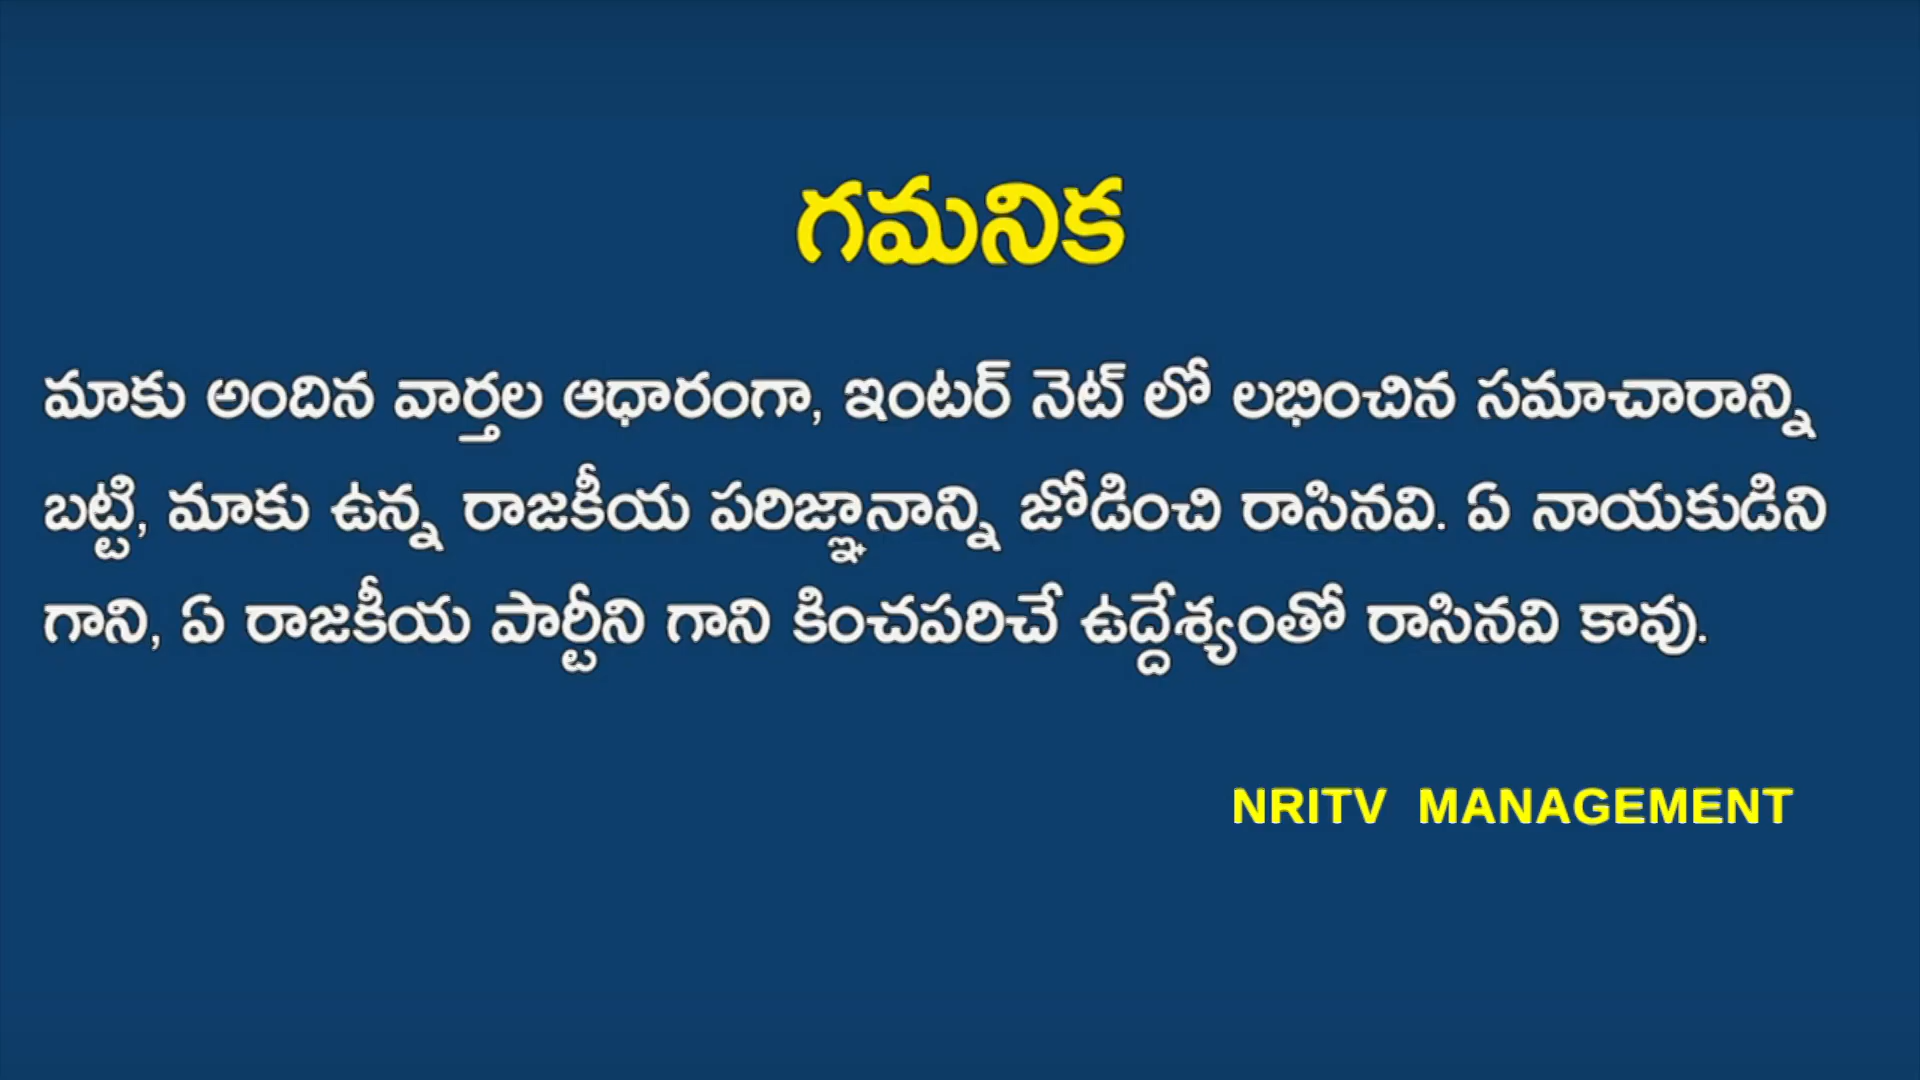 గమనిక
మాకు అందిన వార్తల ఆధారంగా, ఇంటర్ నెట్ లో లభించిన సమాచారాన్ని
బట్టి, మాకు ఉన్న రాజకీయ పరిజ్ఞానాన్ని జోడించి రాసినవి. ఏ నాయకుడిని
గాని, ఏ రాజకీయ పార్టీని గాని కించపరిచే ఉద్దేశ్యంతో రాసినవి కావు.
NRITV MANAGEMENT